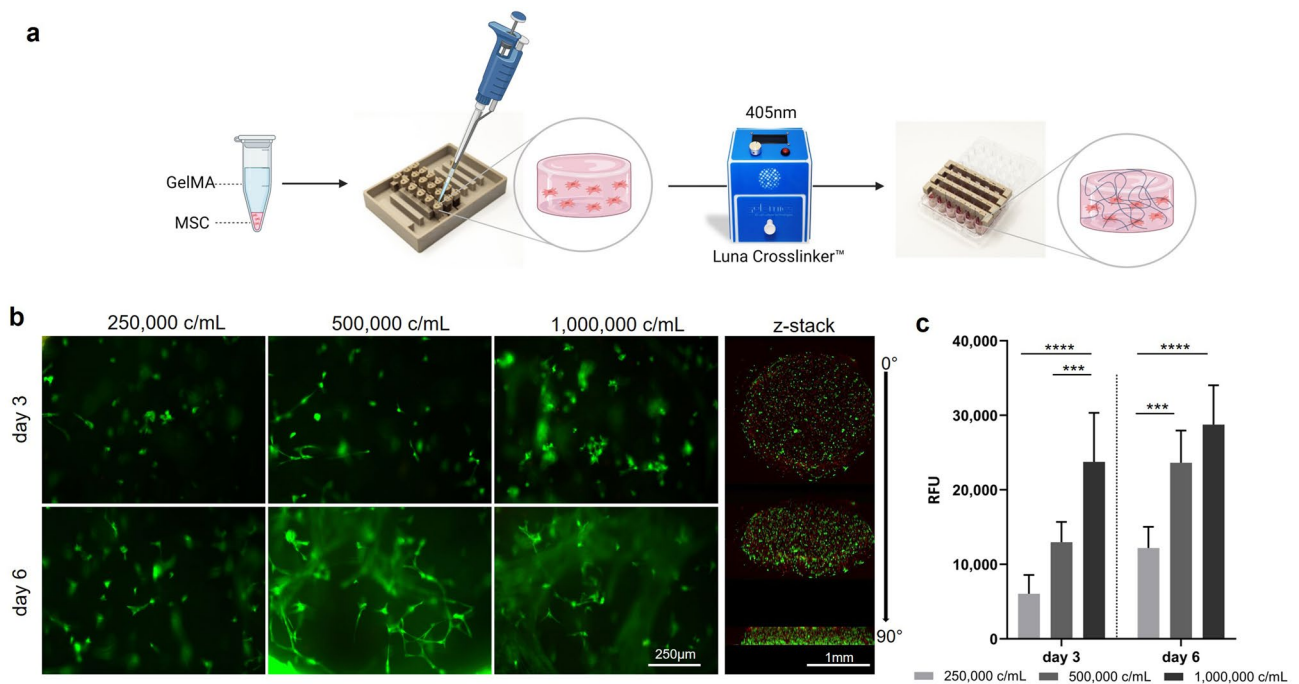 a
405nm
GelMA
MSC
Luna Crosslinker™
b
250,000 c/mL
500,000 c/mL
1,000,000 c/mL
z-stack
day 3
day 6
0°
90°
250µm
1mm
c
40,000
30,000
20,000
10,000
0
RFU
****
***
****
***
day 3
day 6
250,000 c/mL
500,000 c/mL
1,000,000 c/mL